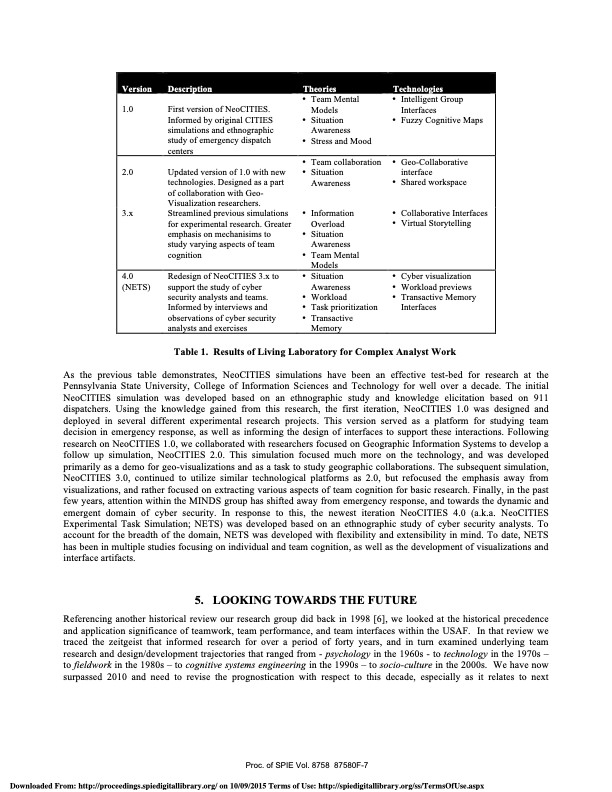 Version Description Theories Technologies
1.0 First version of NeoCITIES.
Informed by original CITIES
simulations and ethnographic
study of emergency dispatch
centers
• Team Mental
Models
• Situation
Awareness
• Stress and Mood
• Intelligent Group
Interfaces
• Fuzzy Cognitive Maps
2.0 Updated version of 1.0 with new
technologies. Designed as a part
of collaboration with Geo-
Visualization researchers.
• Team collaboration
• Situation
Awareness
• Geo-Collaborative
interface
• Shared workspace
3.x Streamlined previous simulations
for experimental research. Greater
emphasis on mechanisims to
study varying aspects of team
cognition
• Information
Overload
• Situation
Awareness
• Team Mental
Models
• Collaborative Interfaces
• Virtual Storytelling
4.0
(NETS)
Redesign of NeoCITIES 3.x to
support the study of cyber
security analysts and teams.
Informed by interviews and
observations of cyber security
analysts and exercises
• Situation
Awareness
• Workload
• Task prioritization
• Transactive
Memory
• Cyber visualization
• Workload previews
• Transactive Memory
Interfaces
Table 1. Results of Living Laboratory for Complex Analyst Work
As the previous table demonstrates, NeoCITIES simulations have been an effective test-bed for research at the
Pennsylvania State University, College of Information Sciences and Technology for well over a decade. The initial
NeoCITIES simulation was developed based on an ethnographic study and knowledge elicitation based on 911
dispatchers. Using the knowledge gained from this research, the first iteration, NeoCITIES 1.0 was designed and
deployed in several different experimental research projects. This version served as a platform for studying team
decision in emergency response, as well as informing the design of interfaces to support these interactions. Following
research on NeoCITIES 1.0, we collaborated with researchers focused on Geographic Information Systems to develop a
follow up simulation, NeoCITIES 2.0. This simulation focused much more on the technology, and was developed
primarily as a demo for geo-visualizations and as a task to study geographic collaborations. The subsequent simulation,
NeoCITIES 3.0, continued to utilize similar technological platforms as 2.0, but refocused the emphasis away from
visualizations, and rather focused on extracting various aspects of team cognition for basic research. Finally, in the past
few years, attention within the MINDS group has shifted away from emergency response, and towards the dynamic and
emergent domain of cyber security. In response to this, the newest iteration NeoCITIES 4.0 (a.k.a. NeoCITIES
Experimental Task Simulation; NETS) was developed based on an ethnographic study of cyber security analysts. To
account for the breadth of the domain, NETS was developed with flexibility and extensibility in mind. To date, NETS
has been in multiple studies focusing on individual and team cognition, as well as the development of visualizations and
interface artifacts.
5. LOOKING TOWARDS THE FUTURE
Referencing another historical review our research group did back in 1998 [6], we looked at the historical precedence
and application significance of teamwork, team performance, and team interfaces within the USAF. In that review we
traced the zeitgeist that informed research for over a period of forty years, and in turn examined underlying team
research and design/development trajectories that ranged from - psychology in the 1960s - to technology in the 1970s –
to fieldwork in the 1980s – to cognitive systems engineering in the 1990s – to socio-culture in the 2000s. We have now
surpassed 2010 and need to revise the prognostication with respect to this decade, especially as it relates to next
Proc. of SPIE Vol. 8758 87580F-7
Downloaded From: http://proceedings.spiedigitallibrary.org/ on 10/09/2015 Terms of Use: http://spiedigitallibrary.org/ss/TermsOfUse.aspx